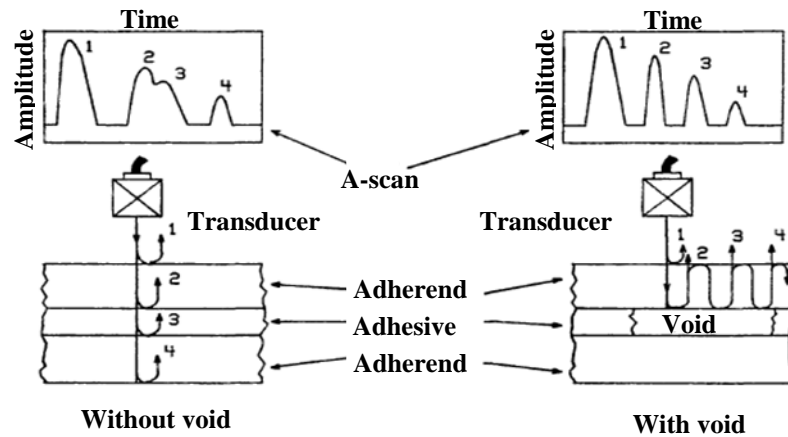 Time
Amplitude
1
2
3
4
Time
Amplitude
1
2
3
4
A-scan
Transducer
Transducer
1
2
3
4
1
2
3
4
Adherend
Adhesive
Void
Adherend
Without void
With void